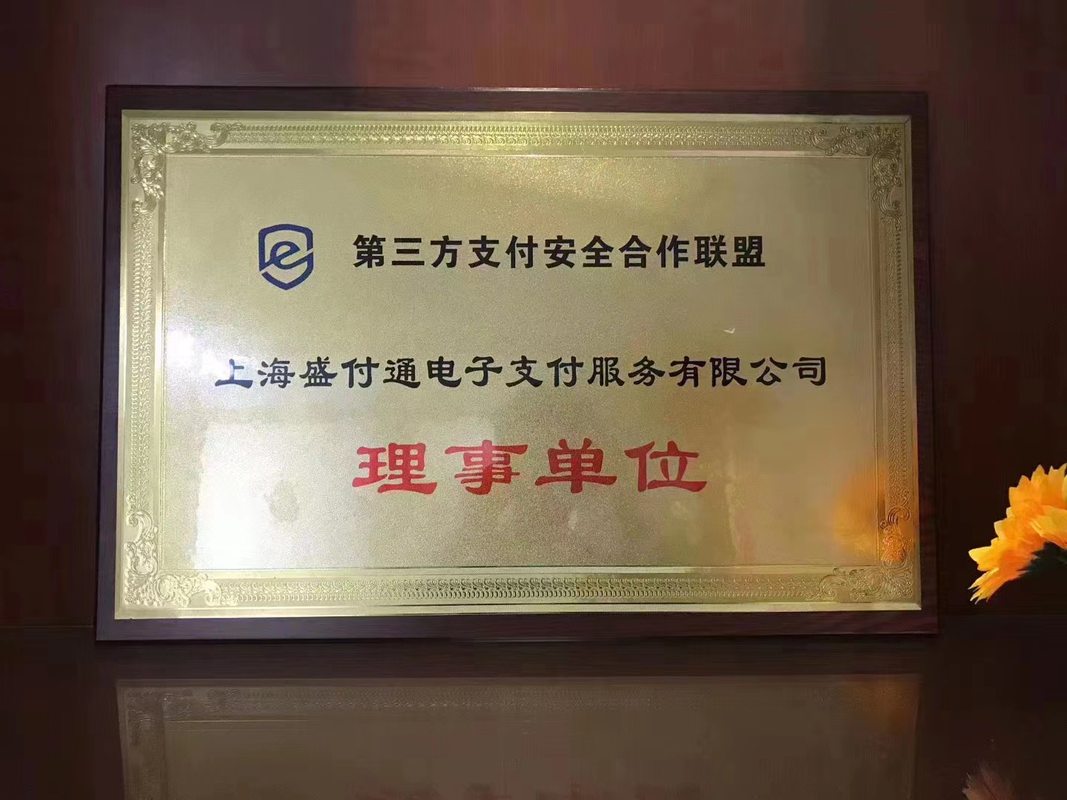 第三方支付安全合作联盟
上海盛付通电子支付服务有限公司
理事单位